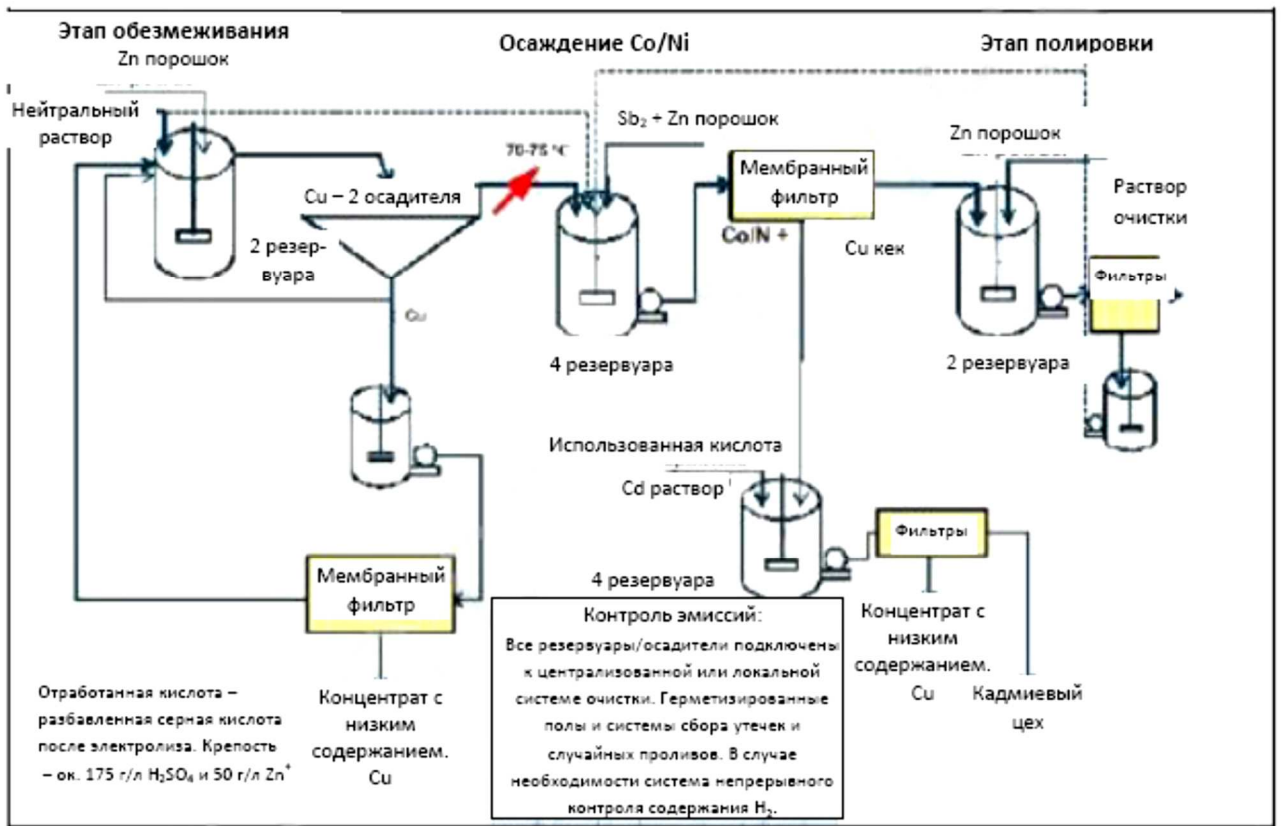 Этап обезмеживания
Zn порошок
Осаждение Co/Ni
Этап полировки
Нейтральный
раствор
Cu – 2 осадителя
2 резер-
вуара
Cu
70-75 °C
Sb₂ + Zn порошок
Мембранный
фильтр
Co/N +
Cu кек
Zn порошок
Раствор
очистки
Фильтры
4 резервуара
2 резервуара
Использованная кислота
Cd раствор
4 резервуара
Фильтры
Мембранный
фильтр
Концентрат с
низким
содержанием.
Cu
Кадмиевый
цех
Отработанная кислота –
разбавленная серная кислота
после электролиза. Крепость
– ок. 175 г/л H₂SO₄ и 50 г/л Zn⁺
Концентрат с
низким
содержанием.
Cu
Контроль эмиссий:
Все резервуары/осадители подключены
к централизованной или локальной
системе очистки. Герметизированные
полы и системы сбора утечек и
случайных проливов. В случае
необходимости система непрерывного
контроля содержания H₂.